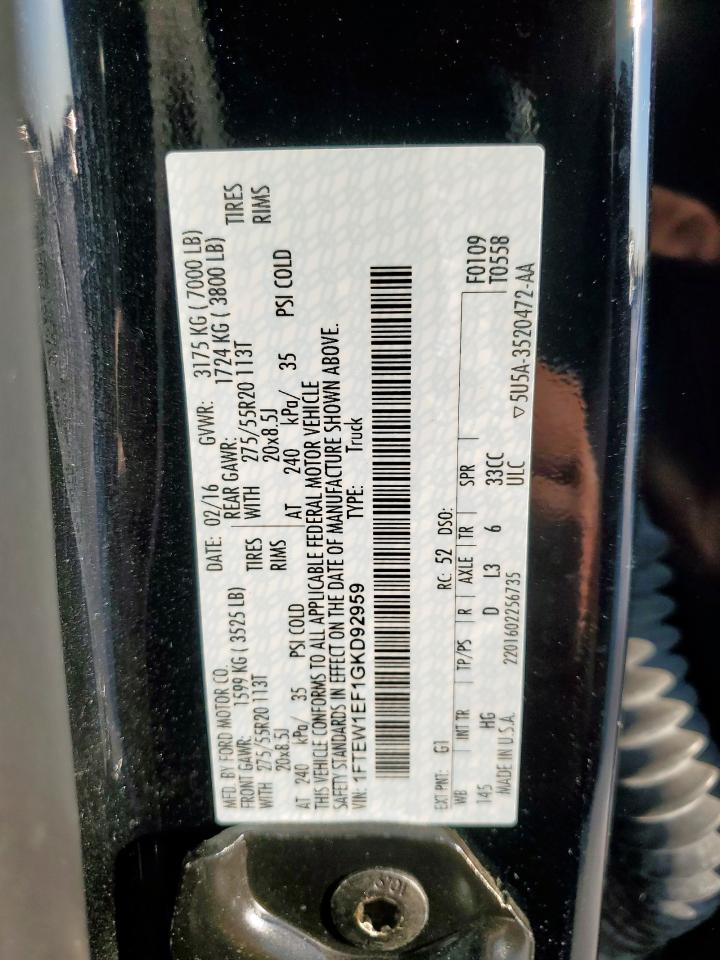 MFD. BY FORD MOTOR CO.
DATE: 02/16 GVWR: 3175 KG ( 7000 LB)
FRONT GAWR: 1599 KG ( 3525 LB) REAR GAWR: 1724 KG ( 3800 LB)
WITH 275/55R20 113T TIRES WITH 275/55R20 113T TIRES
20x8.5J RIMS 20x8.5J RIMS
AT 240 kPa/ 35 PSI COLD AT 240 kPa/ 35 PSI COLD
THIS VEHICLE CONFORMS TO ALL APPLICABLE FEDERAL MOTOR VEHICLE
SAFETY STANDARDS IN EFFECT ON THE DATE OF MANUFACTURE SHOWN ABOVE.
VIN: 1FTEW1EF1GKD92959 TYPE: Truck
EXT PNT: G1 RC: 52 DSO:
WB INT TR TP/PS R AXLE TR SPR F0109
145 HG D L3 6 33CC T0558
MADE IN U.S.A. 2201602256735 ULC ▽5U5A-3520472-AA